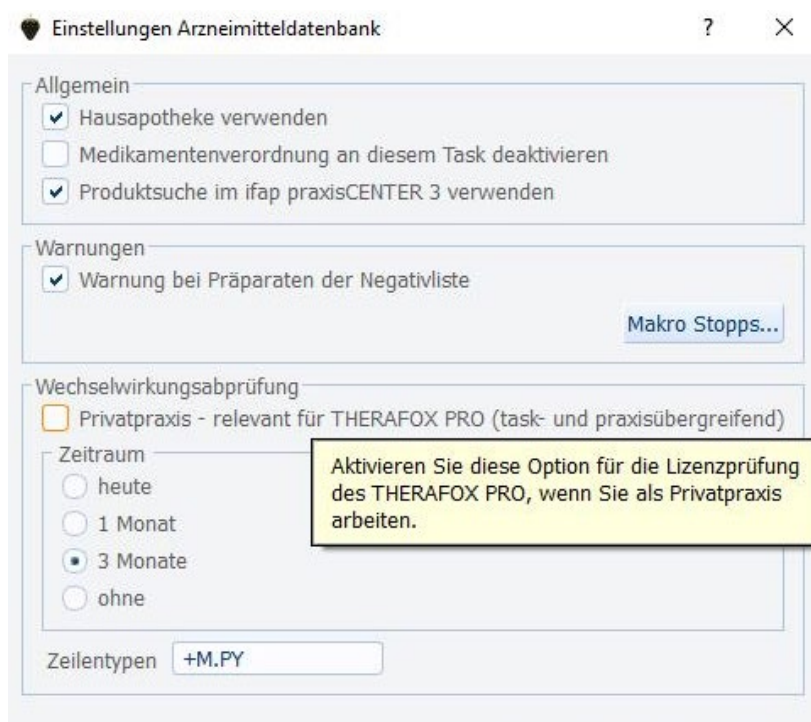 Einstellungen Arzneimitteldatenbank
?
Allgemein
Hausapotheke verwenden
Medikamentenverordnung an diesem Task deaktivieren
Produktsuche im ifap praxisCENTER 3 verwenden
Warnungen
Warnung bei Präparaten der Negativliste
Makro Stopps...
Wechselwirkungsabprüfung
Privatpraxis - relevant für THERAFOX PRO (task- und praxisübergreifend)
Zeitraum
Aktivieren Sie diese Option für die Lizenzprüfung
des THERAFOX PRO, wenn Sie als Privatpraxis
arbeiten.
heute
1 Monat
3 Monate
ohne
Zeilentypen +M.PY